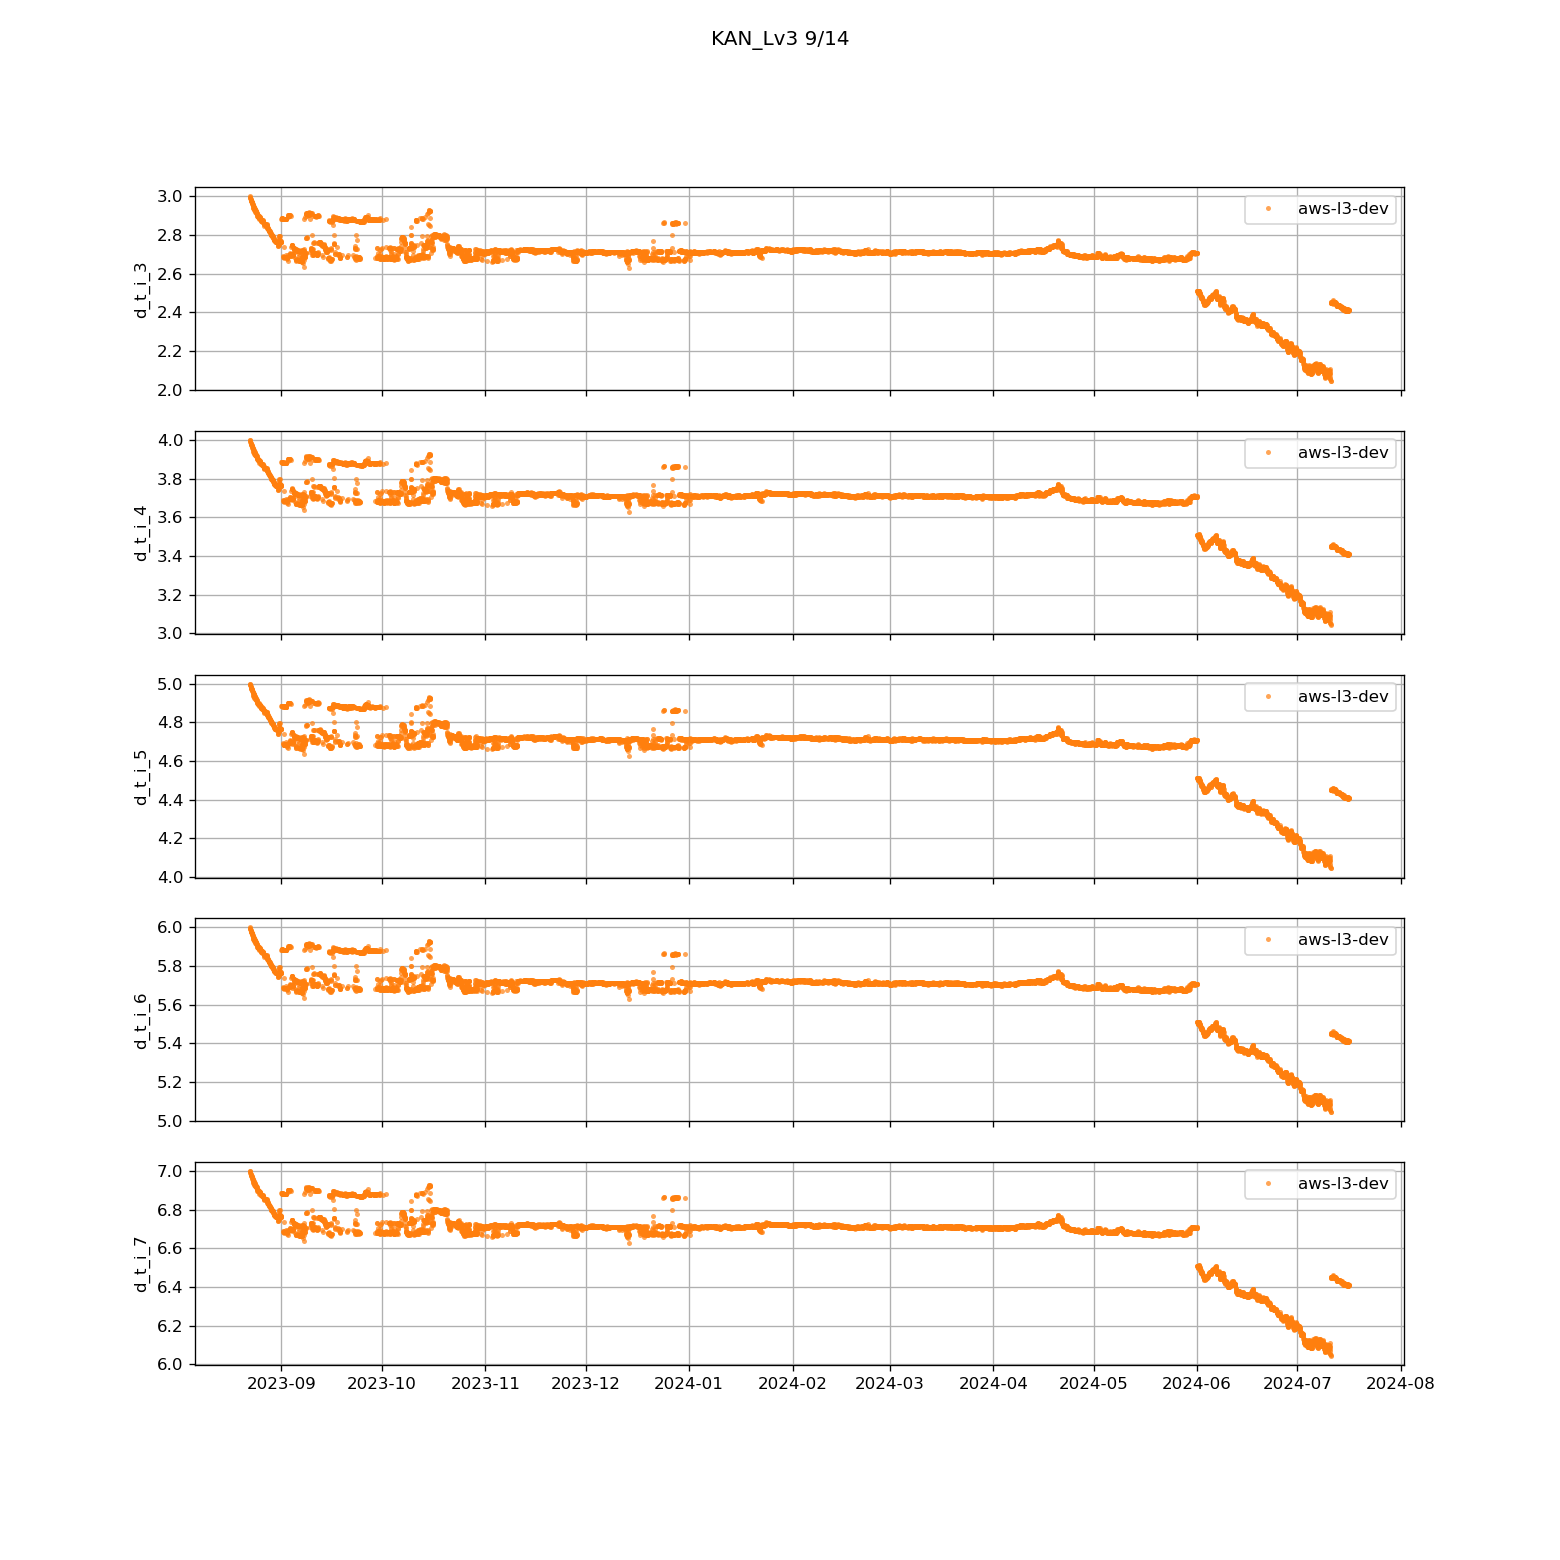 KAN_Lv3 9/14
3.0
2.8
2.6
2.4
2.2
2.0
d_t_i_3
aws-l3-dev
4.0
3.8
3.6
3.4
3.2
3.0
d_t_i_4
aws-l3-dev
5.0
4.8
4.6
4.4
4.2
4.0
d_t_i_5
aws-l3-dev
6.0
5.8
5.6
5.4
5.2
5.0
d_t_i_6
aws-l3-dev
7.0
6.8
6.6
6.4
6.2
6.0
d_t_i_7
aws-l3-dev
2023-09 2023-10 2023-11 2023-12 2024-01 2024-02 2024-03 2024-04 2024-05 2024-06 2024-07 2024-08